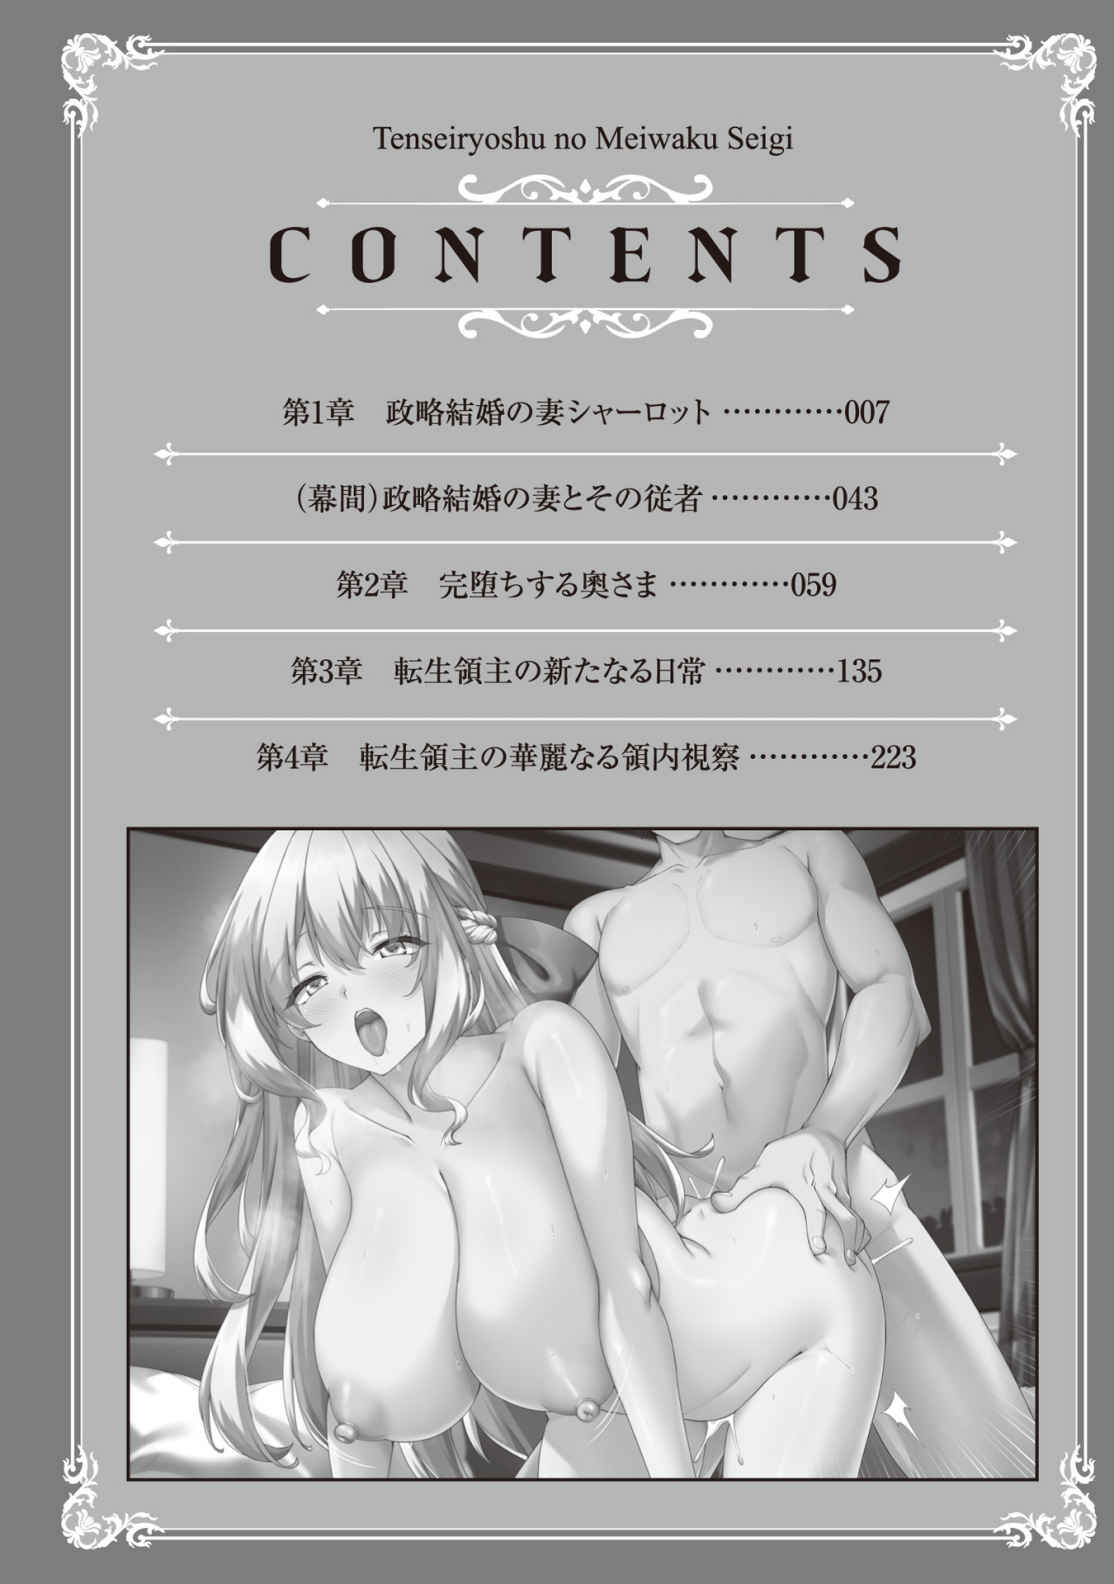 Tenseiryoshu no Meiwaku Seigi
CONTENTS
第1章　政略結婚の妻シャーロット …………007
（幕間）政略結婚の妻とその従者 …………043
第2章　完堕ちする奥さま …………059
第3章　転生領主の新たなる日常 …………135
第4章　転生領主の華麗なる領内視察 …………223